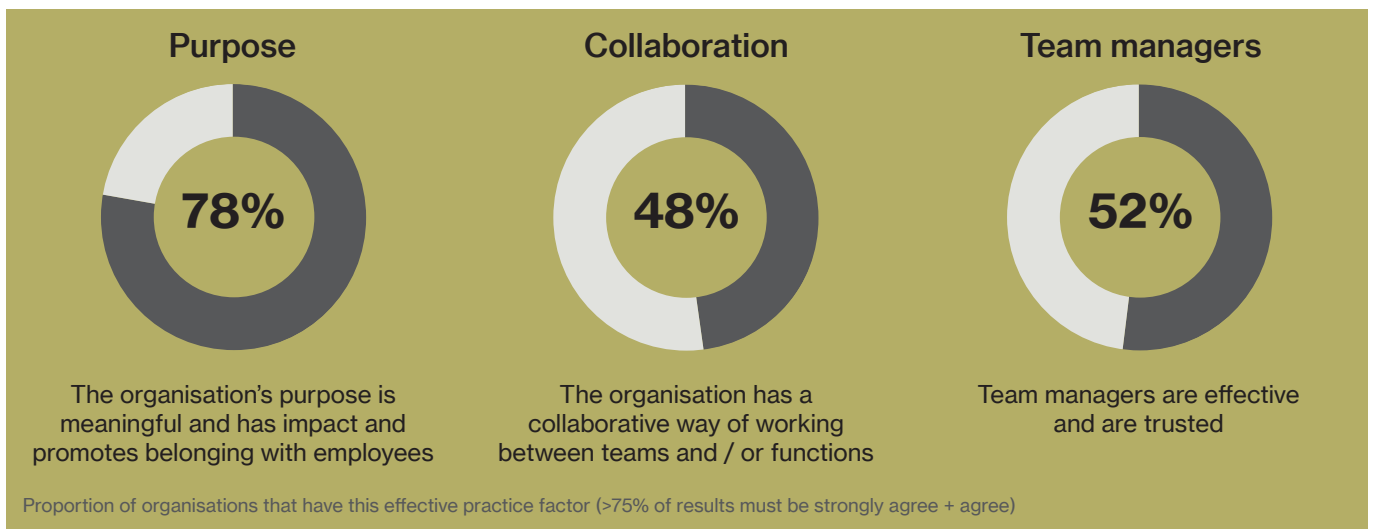 Purpose
78%
The organisation’s purpose is
meaningful and has impact and
promotes belonging with employees
Collaboration
48%
The organisation has a
collaborative way of working
between teams and / or functions
Team managers
52%
Team managers are effective
and are trusted
Proportion of organisations that have this effective practice factor (>75% of results must be strongly agree + agree)